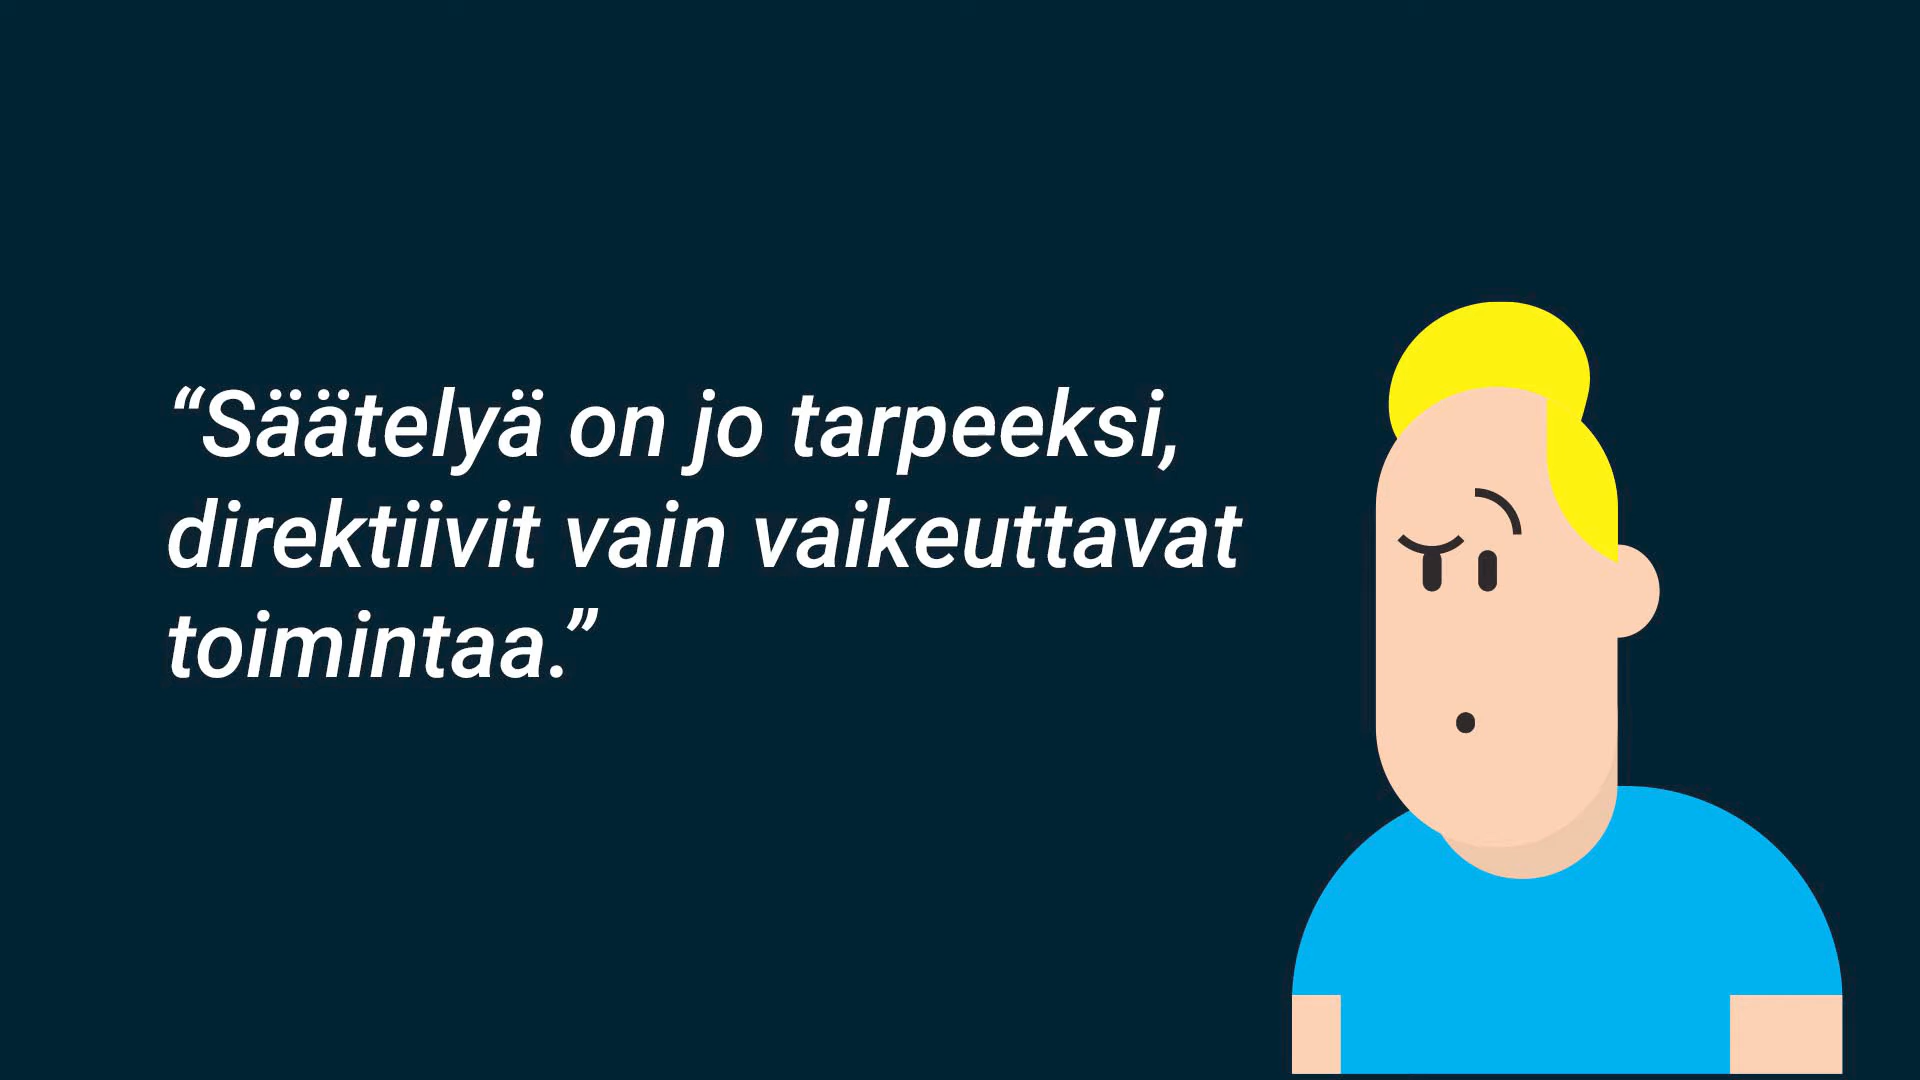 “Säätelyä on jo tarpeeksi,
direktiivit vain vaikeuttavat
toimintaa.”